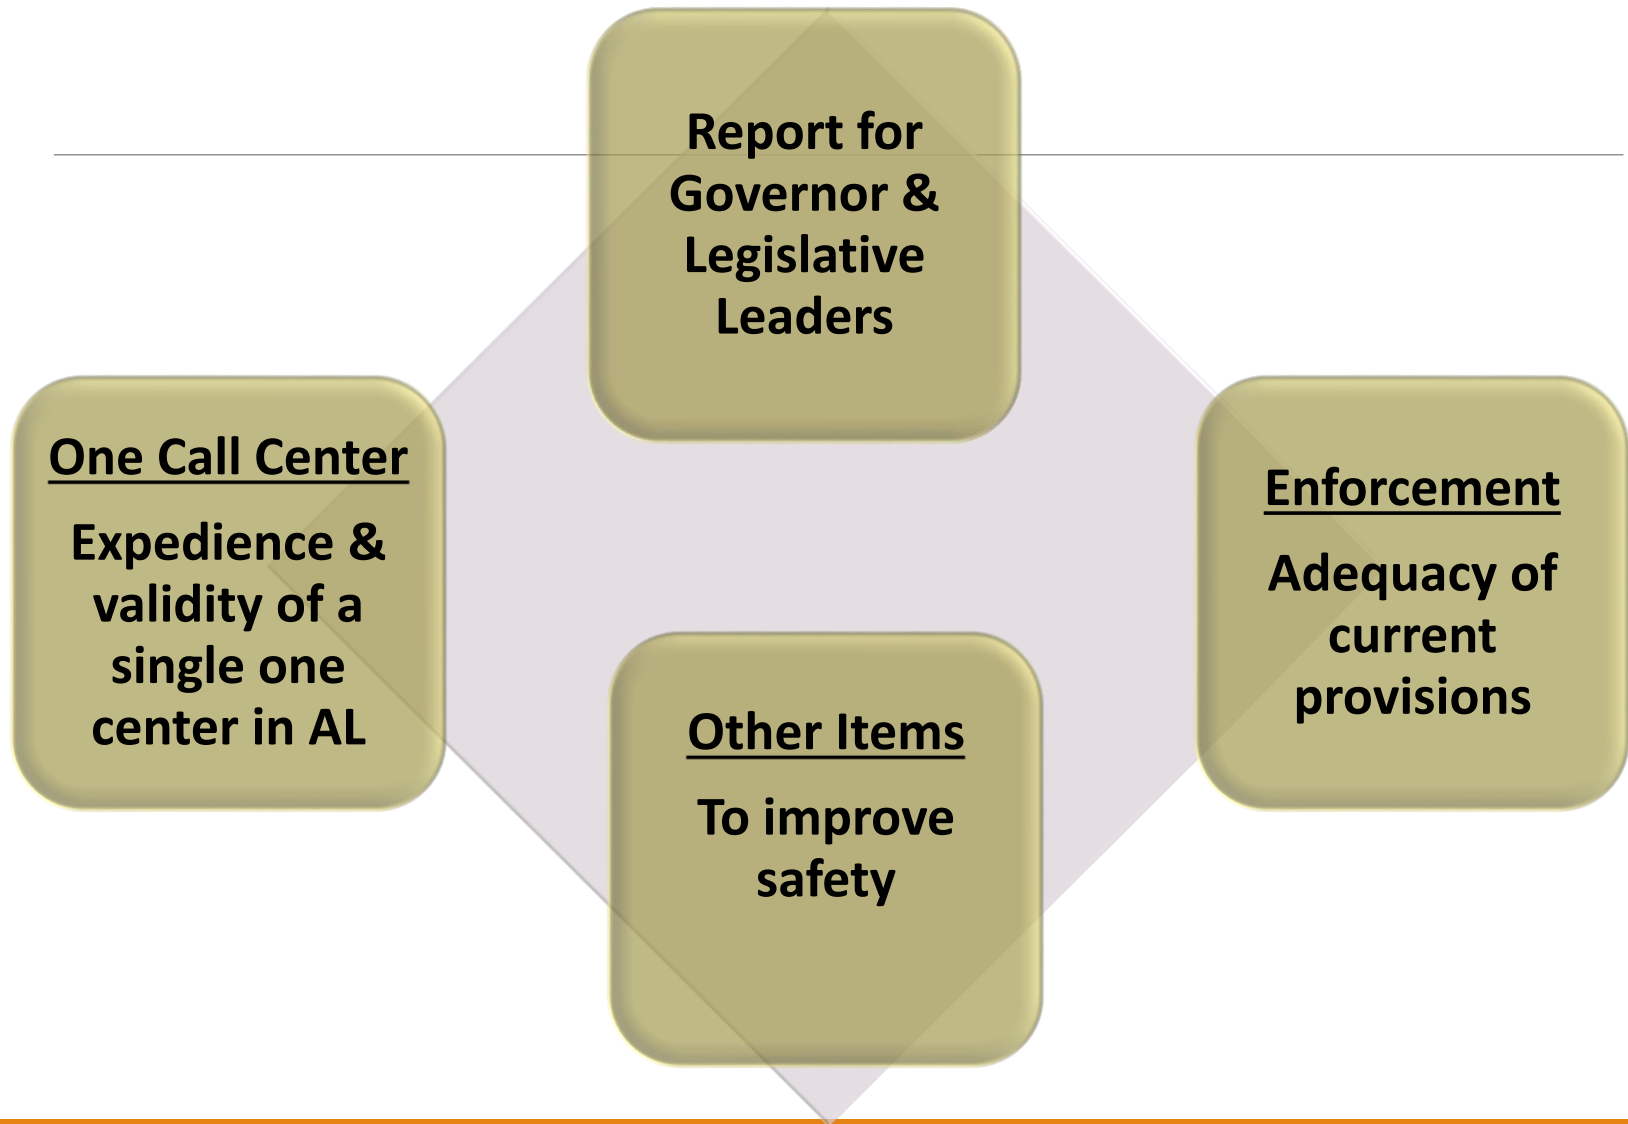 Report for
Governor &
Legislative
Leaders
One Call Center
Expedience &
validity of a
single one
center in AL
Enforcement
Adequacy of
current
provisions
Other Items
To improve
safety